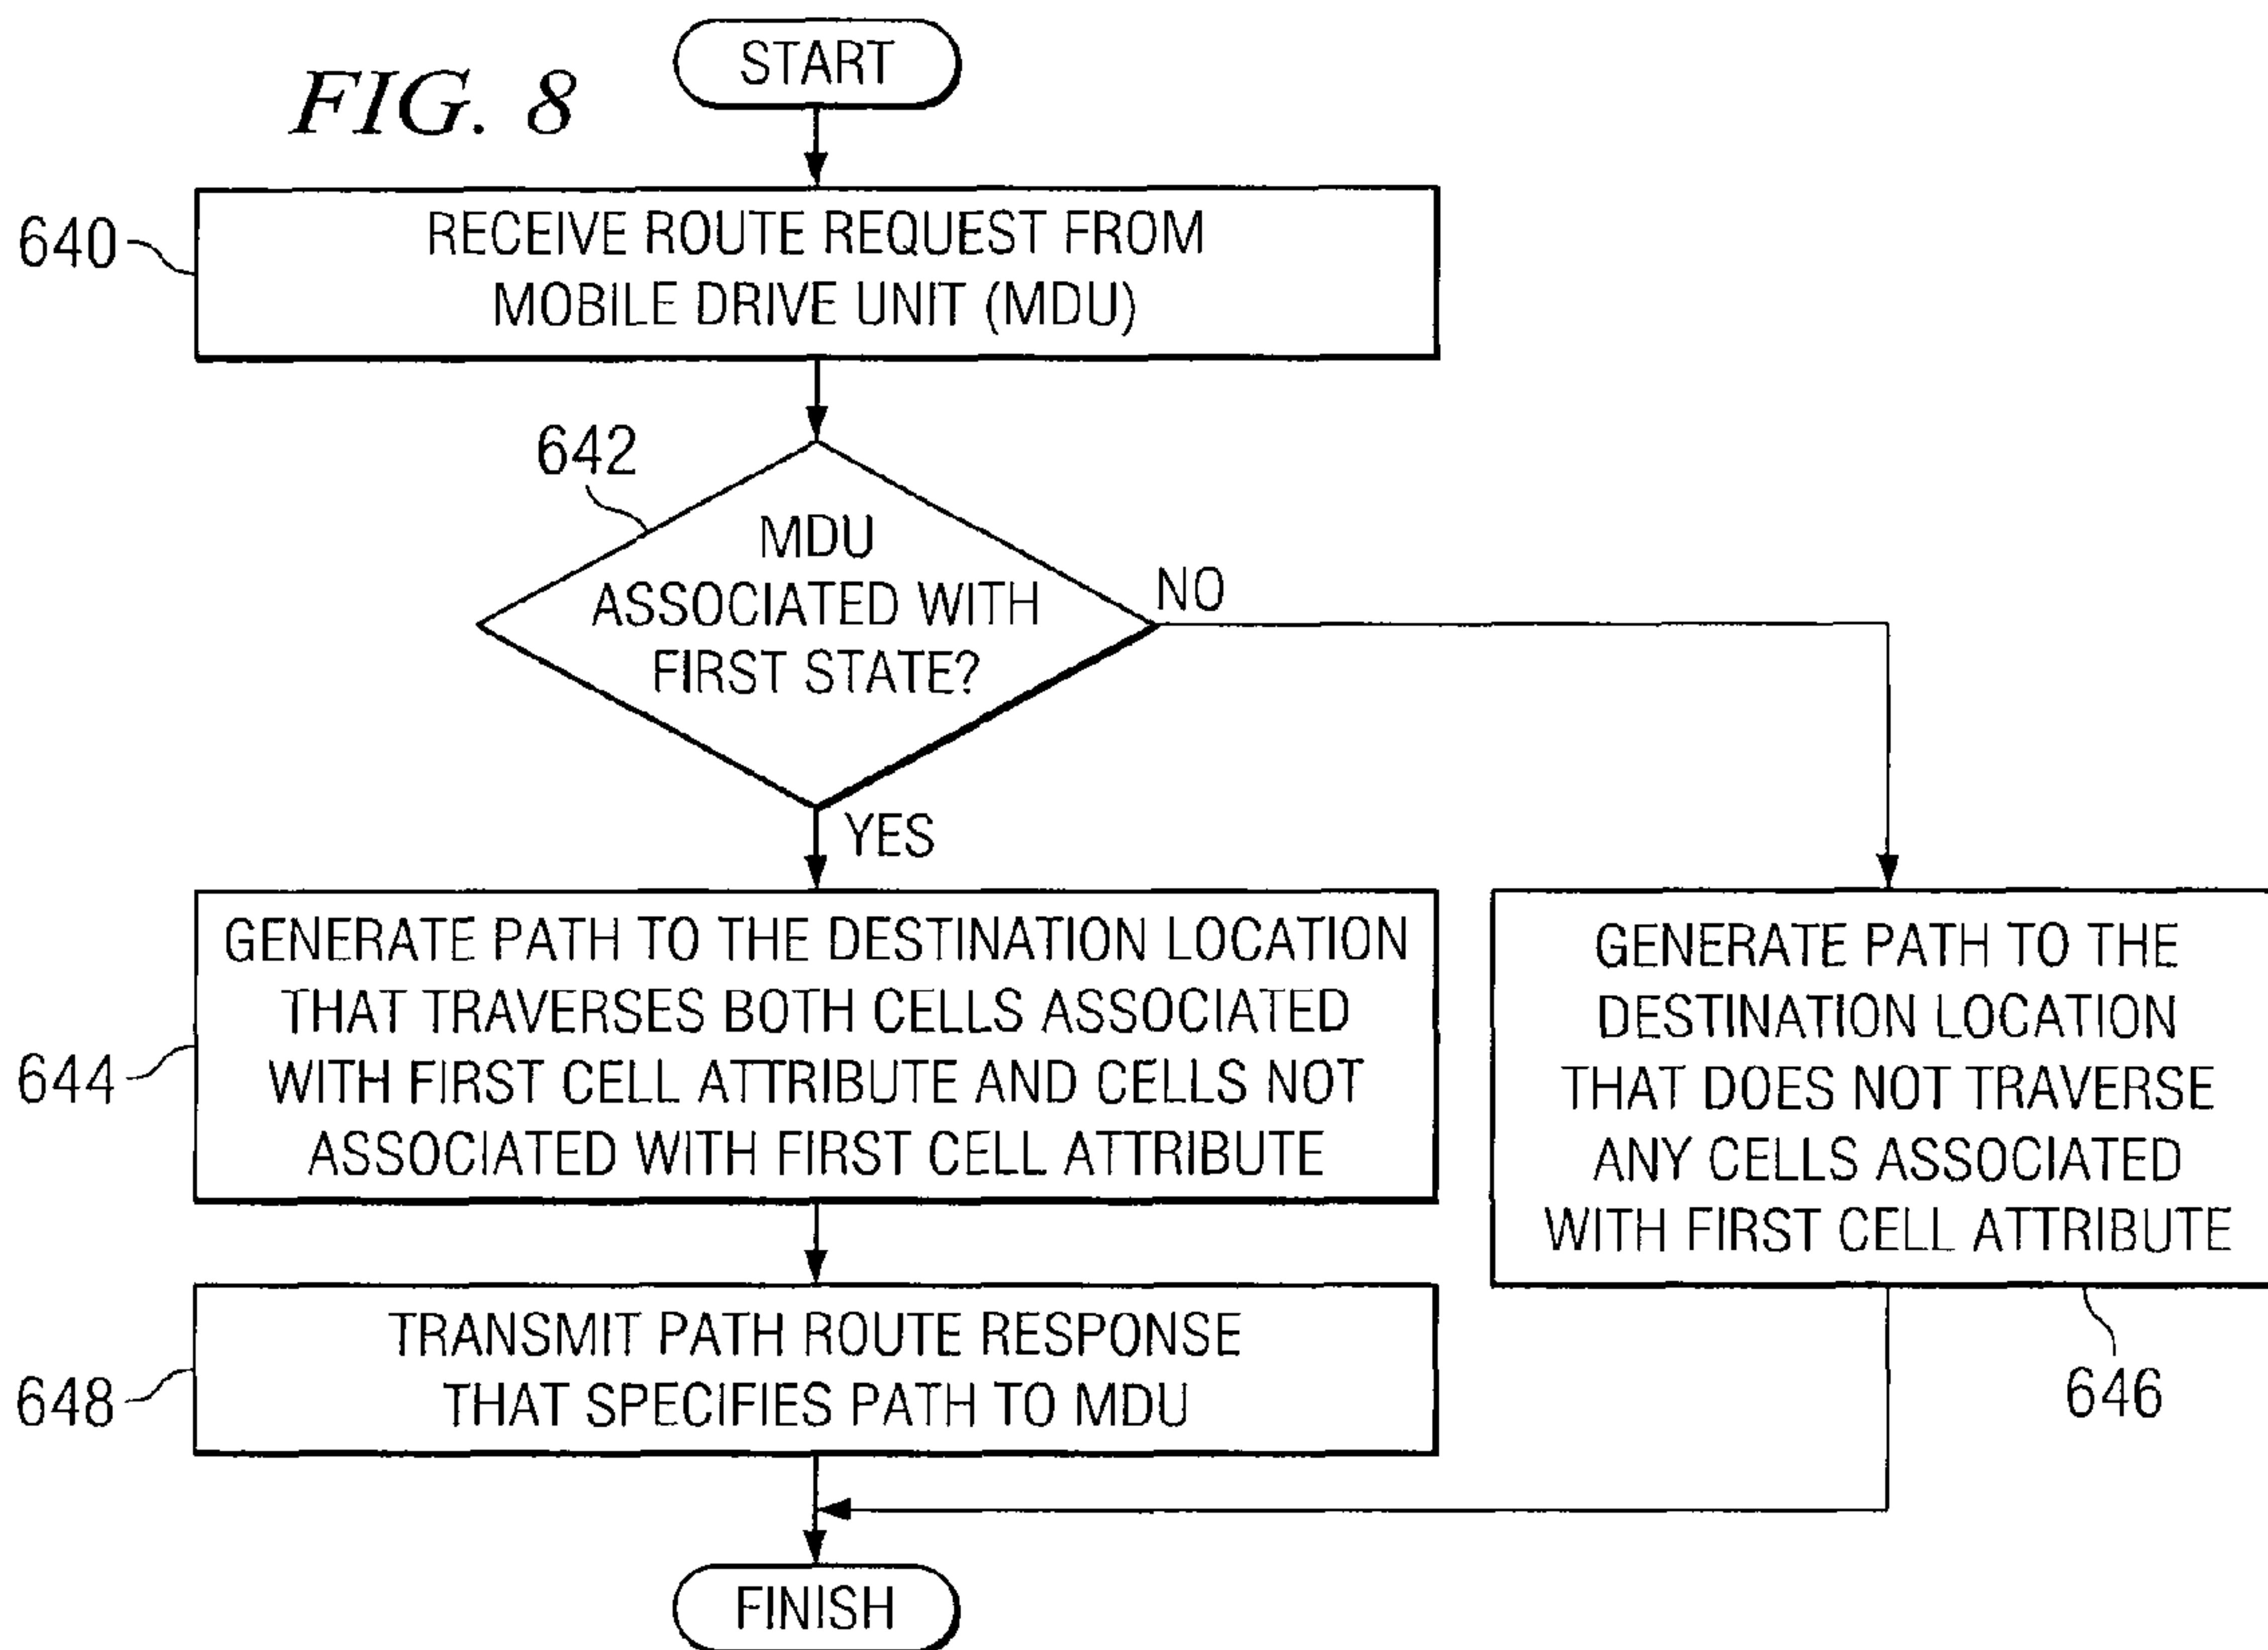 FIG. 8
START
640
RECEIVE ROUTE REQUEST FROM
MOBILE DRIVE UNIT (MDU)
642
MDU
ASSOCIATED WITH
FIRST STATE?
NO
YES
644
GENERATE PATH TO THE DESTINATION LOCATION
THAT TRAVERSES BOTH CELLS ASSOCIATED
WITH FIRST CELL ATTRIBUTE AND CELLS NOT
ASSOCIATED WITH FIRST CELL ATTRIBUTE
GENERATE PATH TO THE
DESTINATION LOCATION
THAT DOES NOT TRAVERSE
ANY CELLS ASSOCIATED
WITH FIRST CELL ATTRIBUTE
646
648
TRANSMIT PATH ROUTE RESPONSE
THAT SPECIFIES PATH TO MDU
FINISH